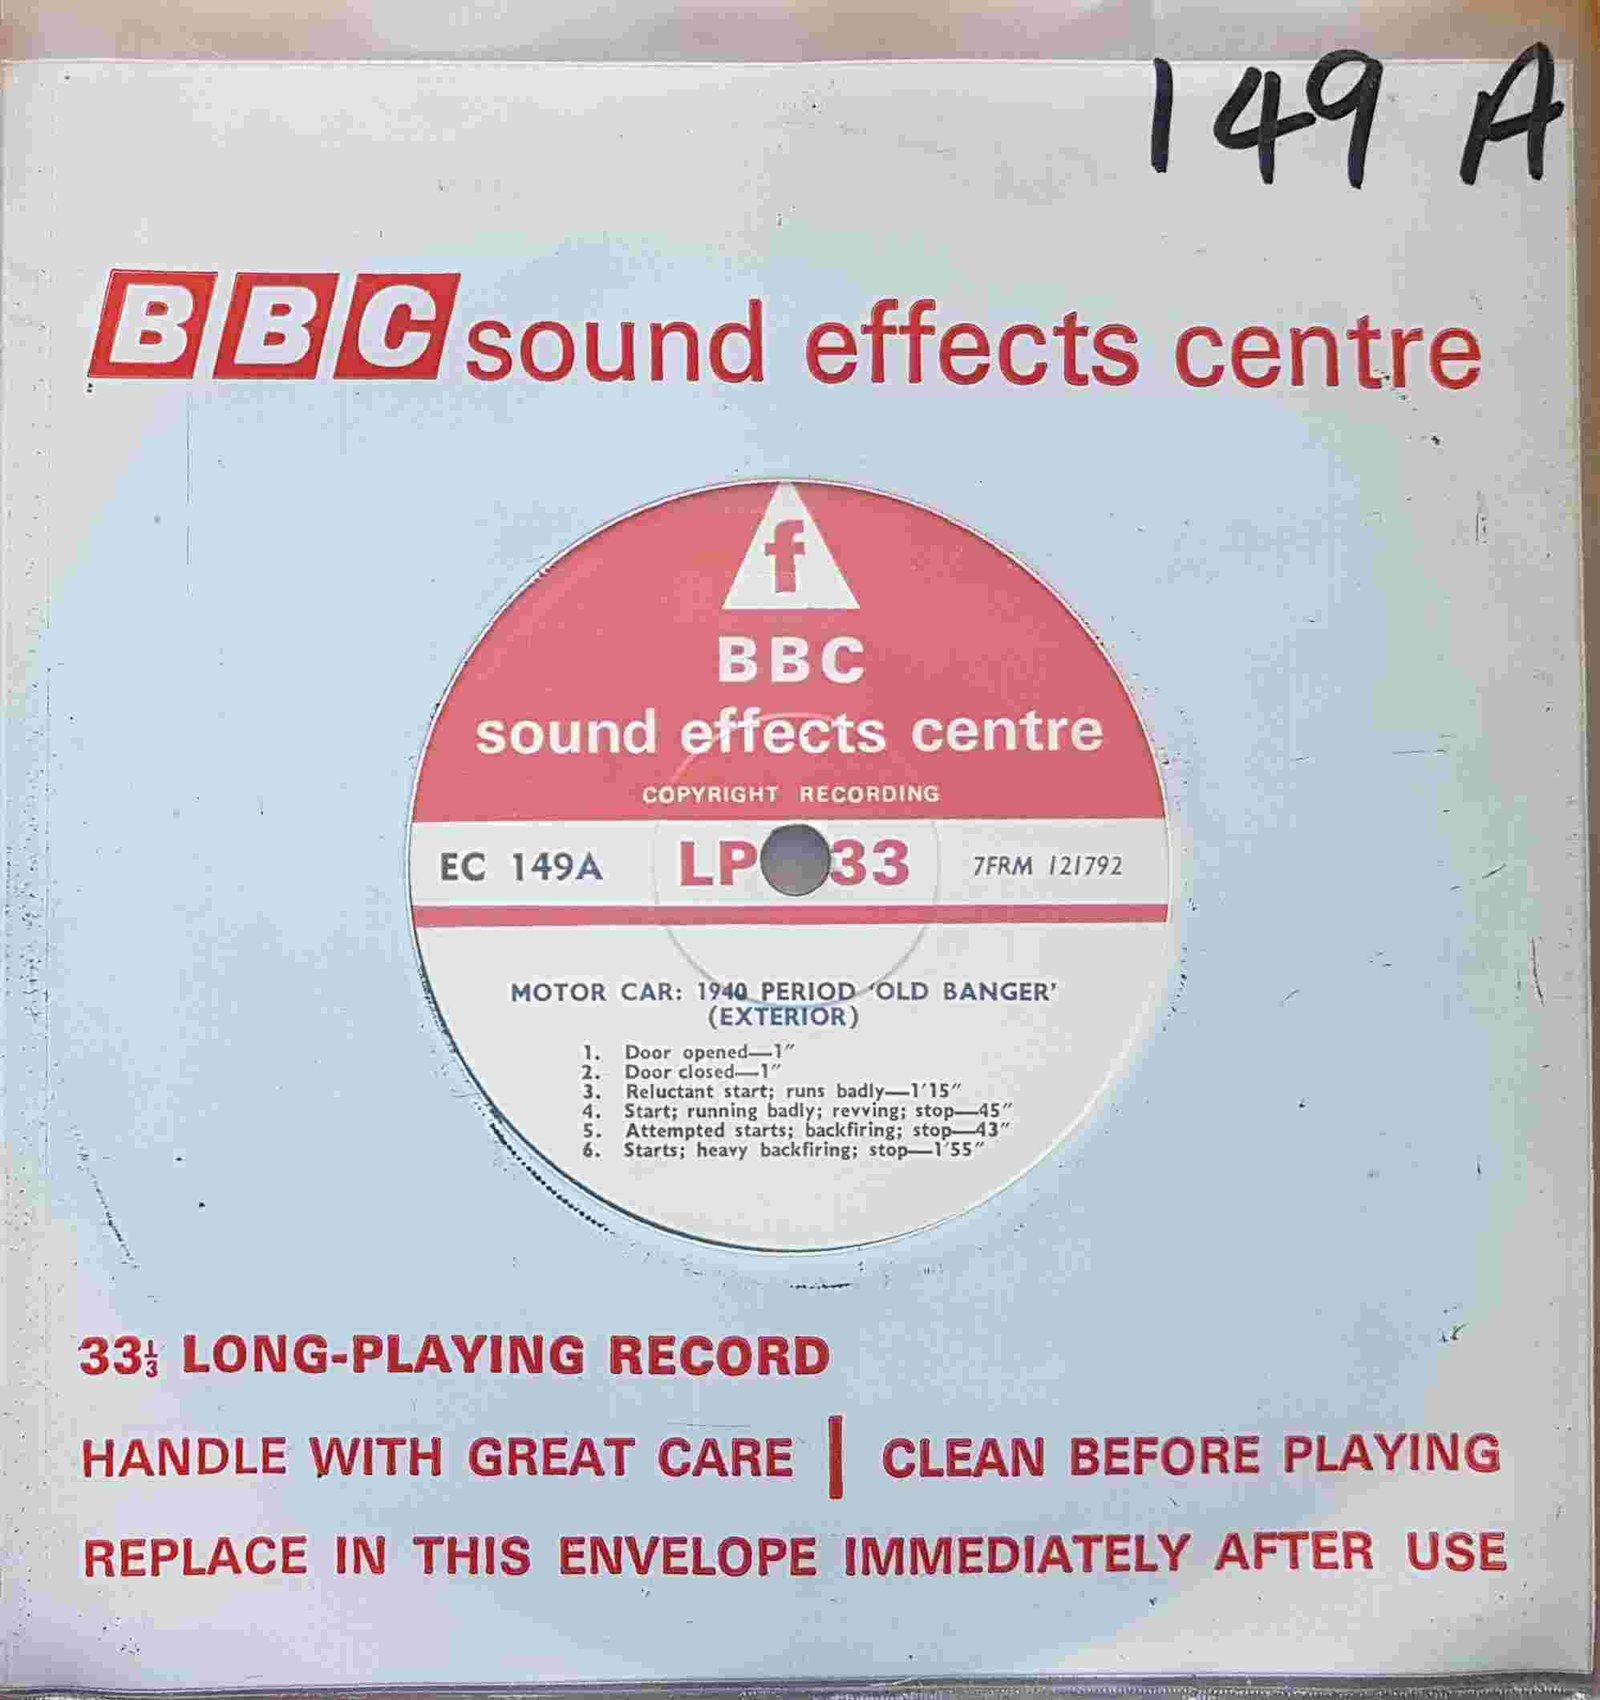 149 A
BBC sound effects centre
f
BBC
sound effects centre
COPYRIGHT RECORDING
EC 149A LP 33 7FRM 121792
MOTOR CAR: 1940 PERIOD ‘OLD BANGER’
(EXTERIOR)
1. Door opened—1″
2. Door closed—1″
3. Reluctant start; runs badly—1′15″
4. Start; running badly; revving; stop—45″
5. Attempted starts; backfiring; stop—43″
6. Starts; heavy backfiring; stop—1′55″
33⅓ LONG-PLAYING RECORD
HANDLE WITH GREAT CARE | CLEAN BEFORE PLAYING
REPLACE IN THIS ENVELOPE IMMEDIATELY AFTER USE